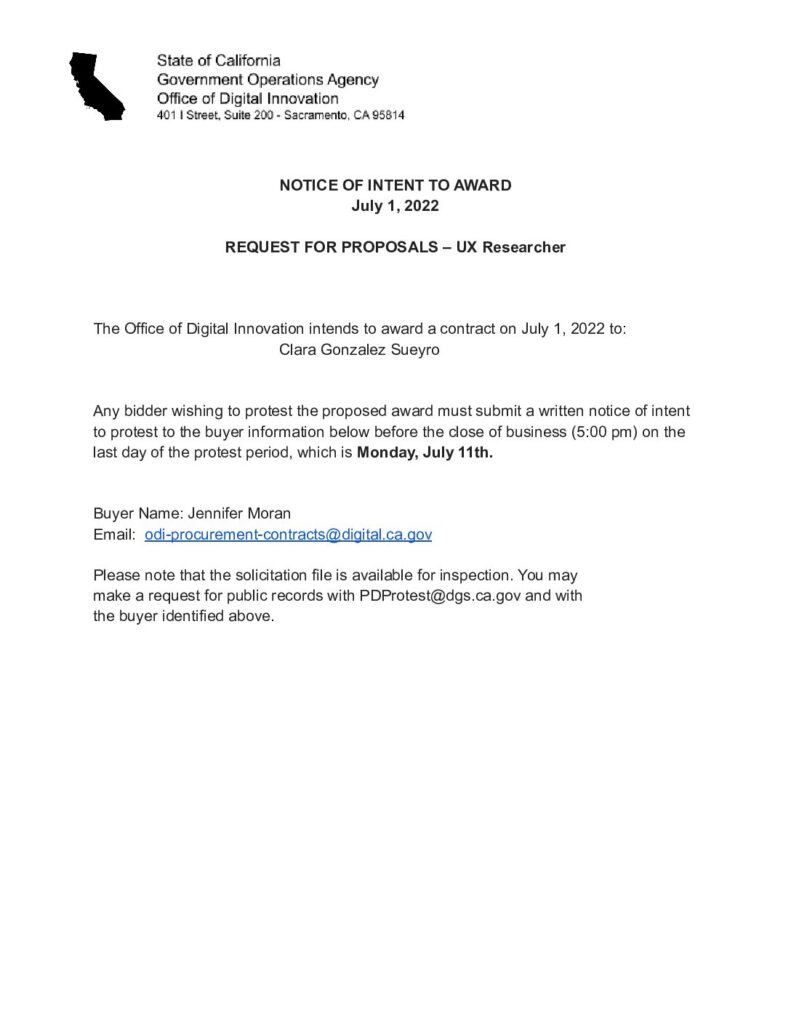 State of California
Government Operations Agency
Office of Digital Innovation
401 I Street, Suite 200 - Sacramento, CA 95814
NOTICE OF INTENT TO AWARD
July 1, 2022
REQUEST FOR PROPOSALS – UX Researcher
The Office of Digital Innovation intends to award a contract on July 1, 2022 to:
Clara Gonzalez Sueyro
Any bidder wishing to protest the proposed award must submit a written notice of intent
to protest to the buyer information below before the close of business (5:00 pm) on the
last day of the protest period, which is Monday, July 11th.
Buyer Name: Jennifer Moran
Email: odi-procurement-contracts@digital.ca.gov
Please note that the solicitation file is available for inspection. You may
make a request for public records with PDProtest@dgs.ca.gov and with
the buyer identified above.